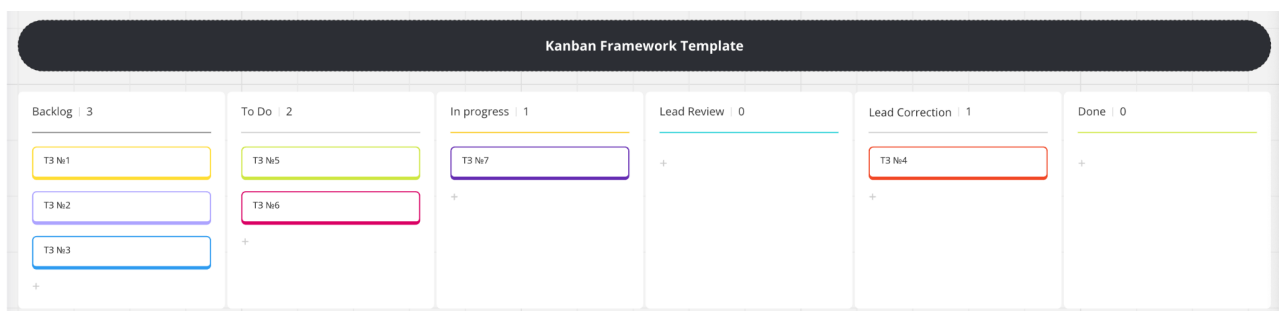 Kanban Framework Template
Backlog | 3
ТЗ №1
ТЗ №2
ТЗ №3
+
To Do | 2
ТЗ №5
ТЗ №6
+
In progress | 1
ТЗ №7
+
Lead Review | 0
+
Lead Correction | 1
ТЗ №4
+
Done | 0
+